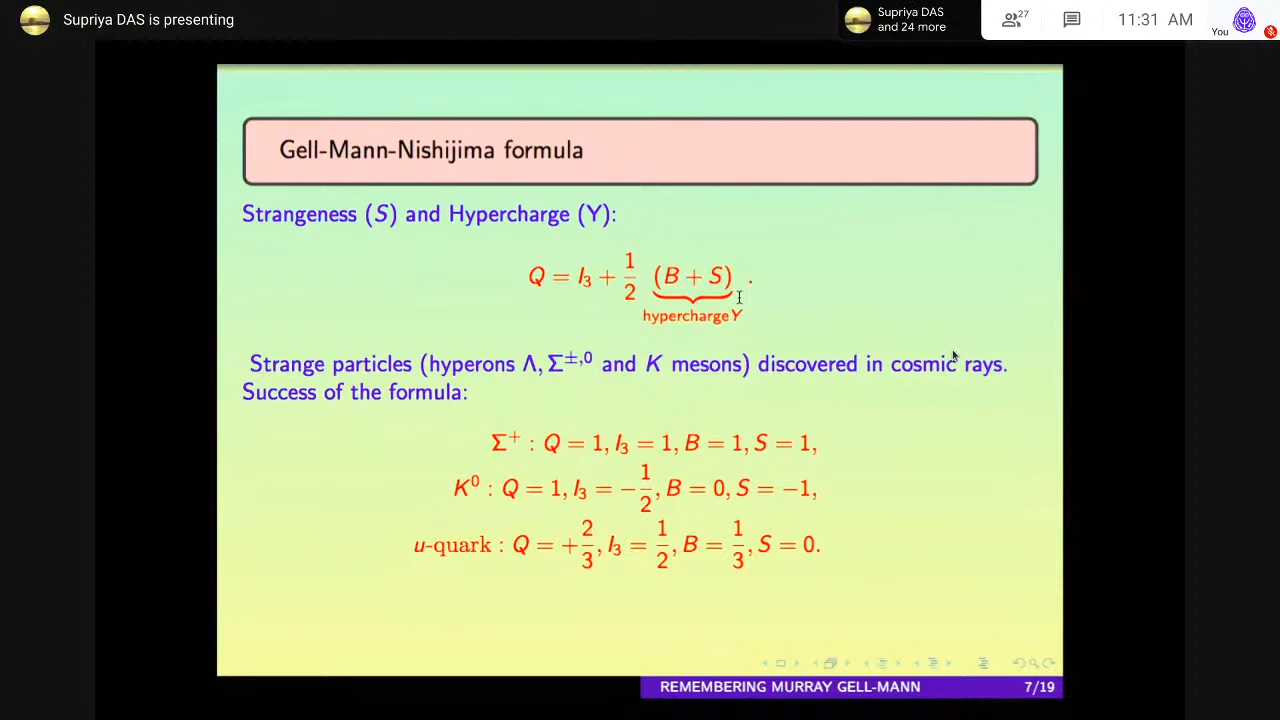 Supriya DAS is presenting
Supriya DAS
and 24 more
27
11:31 AM
You
Gell-Mann-Nishijima formula
Strangeness (S) and Hypercharge (Y):
Q = I₃ + 1/2 (B + S) .
hypercharge Y
Strange particles (hyperons Λ, Σ^{±,0} and K mesons) discovered in cosmic rays.
Success of the formula:
Σ⁺ : Q = 1, I₃ = 1, B = 1, S = 1,
K⁰ : Q = 1, I₃ = −1/2, B = 0, S = −1,
u-quark : Q = +2/3, I₃ = 1/2, B = 1/3, S = 0.
REMEMBERING MURRAY GELL-MANN 7/19